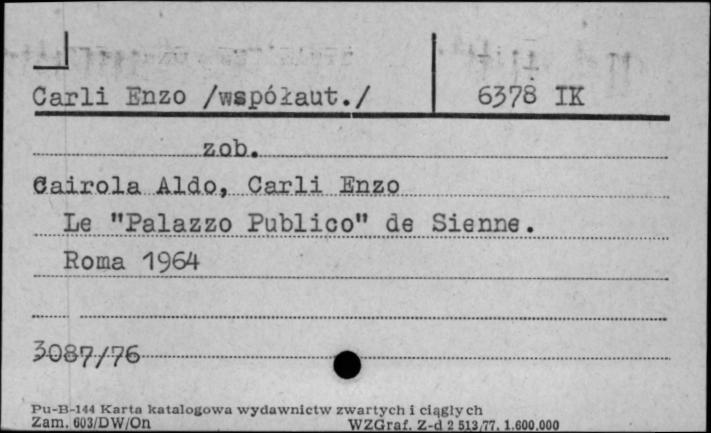 Carli Enzo /współaut./ 6378 IK
zob.
Cairola Aldo, Carli Enzo
Le "Palazzo Publico" de Sienne.
Roma 1964
3087/76
Pu-B-144 Karta katalogowa wydawnictw zwartych i ciągłych
Zam. 603/DW/On WZGraf. Z-d 2 513/77. 1.600.000